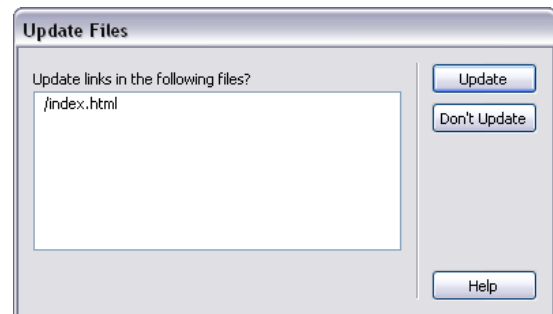 Update Files
Update links in the following files?
/index.html
Update
Don't Update
Help